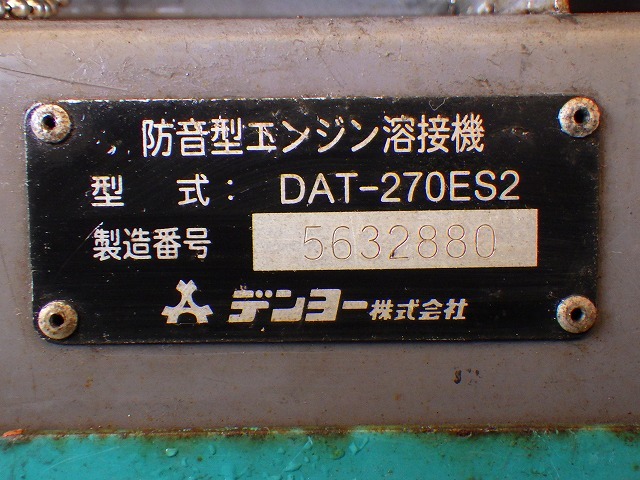 防音型エンジン溶接機
型 式： DAT-270ES2
製造番号 5632880
デンヨー株式会社